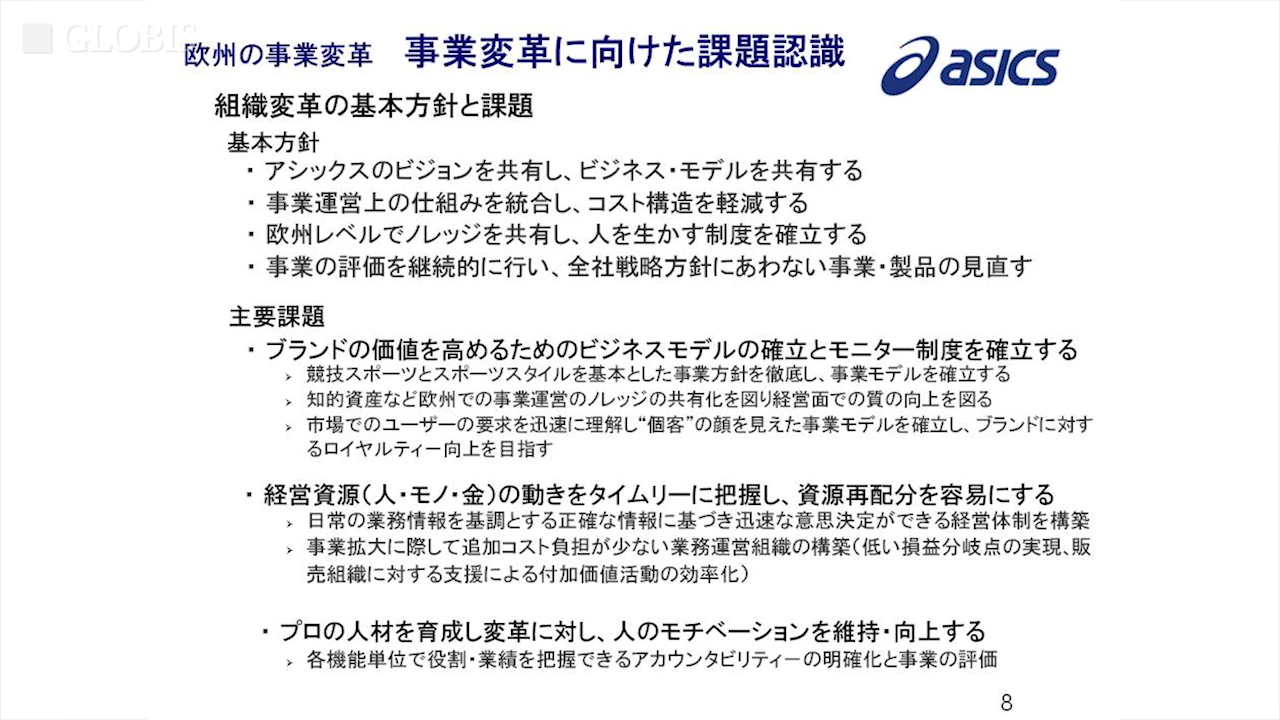 GLOBIS
欧州の事業変革 事業変革に向けた課題認識
asics
組織変革の基本方針と課題
基本方針
・ アシックスのビジョンを共有し、ビジネス・モデルを共有する
・ 事業運営上の仕組みを統合し、コスト構造を軽減する
・ 欧州レベルでノレッジを共有し、人を生かす制度を確立する
・ 事業の評価を継続的に行い、全社戦略方針にあわない事業・製品の見直す
主要課題
・ ブランドの価値を高めるためのビジネスモデルの確立とモニター制度を確立する
➢ 競技スポーツとスポーツスタイルを基本とした事業方針を徹底し、事業モデルを確立する
➢ 知的資産など欧州での事業運営のノレッジの共有化を図り経営面での質の向上を図る
➢ 市場でのユーザーの要求を迅速に理解し“個客”の顔を見えた事業モデルを確立し、ブランドに対す
るロイヤルティー向上を目指す
・ 経営資源（人・モノ・金）の動きをタイムリーに把握し、資源再配分を容易にする
➢ 日常の業務情報を基調とする正確な情報に基づき迅速な意思決定ができる経営体制を構築
➢ 事業拡大に際して追加コスト負担が少ない業務運営組織の構築（低い損益分岐点の実現、販
売組織に対する支援による付加価値活動の効率化）
・ プロの人材を育成し変革に対し、人のモチベーションを維持・向上する
➢ 各機能単位で役割・業績を把握できるアカウンタビリティーの明確化と事業の評価
8